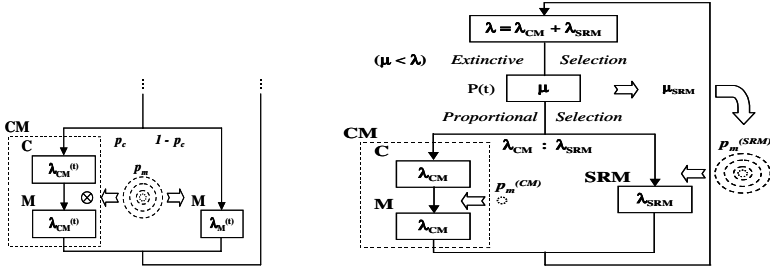 CM
p_c
1 - p_c
C
λ_CM^(t)
p_m
M
⊗
M
λ_CM^(t)
λ_M^(t)
λ = λ_CM + λ_SRM
(μ < λ)
Extinctive Selection
P(t)
μ
μ_SRM
Proportional Selection
CM
λ_CM : λ_SRM
p_m^(SRM)
C
λ_CM
p_m^(CM)
SRM
M
λ_CM
λ_SRM